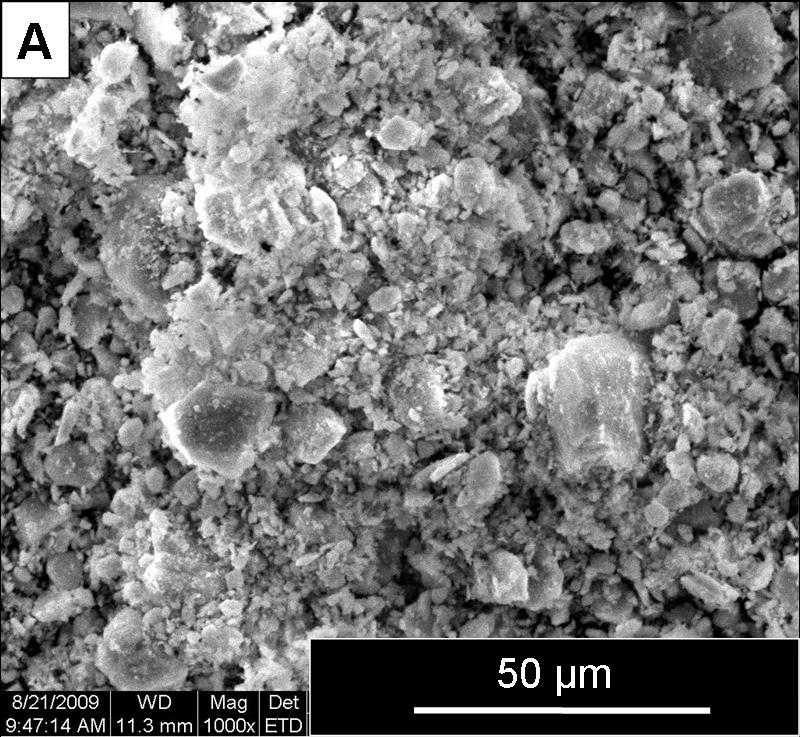 A
50 µm
8/21/2009 WD Mag Det
9:47:14 AM 11.3 mm 1000x ETD